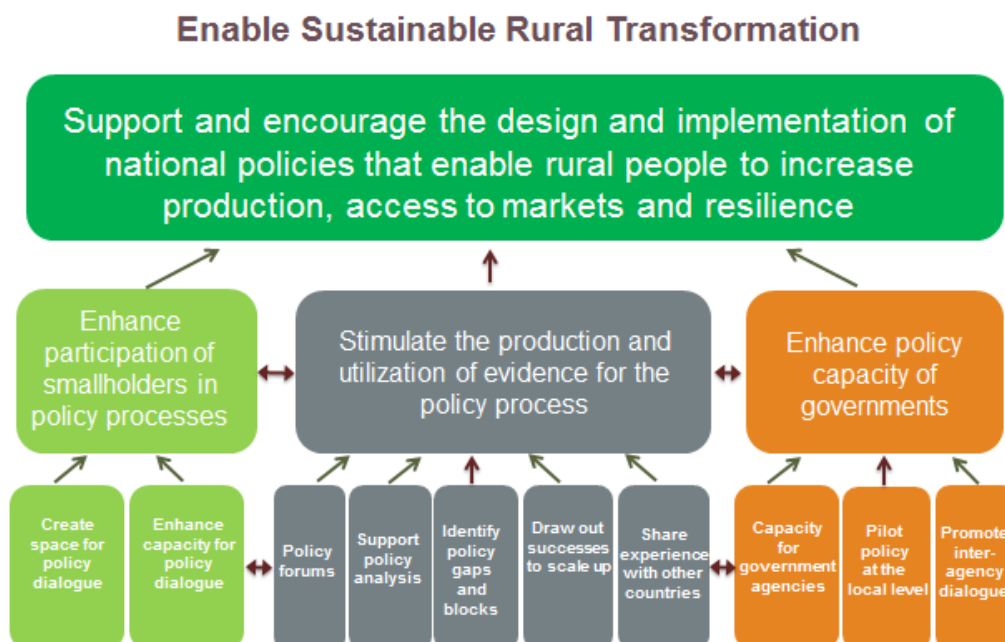 Enable Sustainable Rural Transformation
Support and encourage the design and implementation of
national policies that enable rural people to increase
production, access to markets and resilience
Enhance
participation of
smallholders in
policy processes
Stimulate the production and
utilization of evidence for the
policy process
Enhance policy
capacity of
governments
Create
space for
policy
dialogue
Enhance
capacity for
policy
dialogue
Policy
forums
Support
policy
analysis
Identify
policy
gaps
and
blocks
Draw out
successes
to scale up
Share
experience
with other
countries
Capacity
for
government
agencies
Pilot
policy
at the
local level
Promote
inter-
agency
dialogue